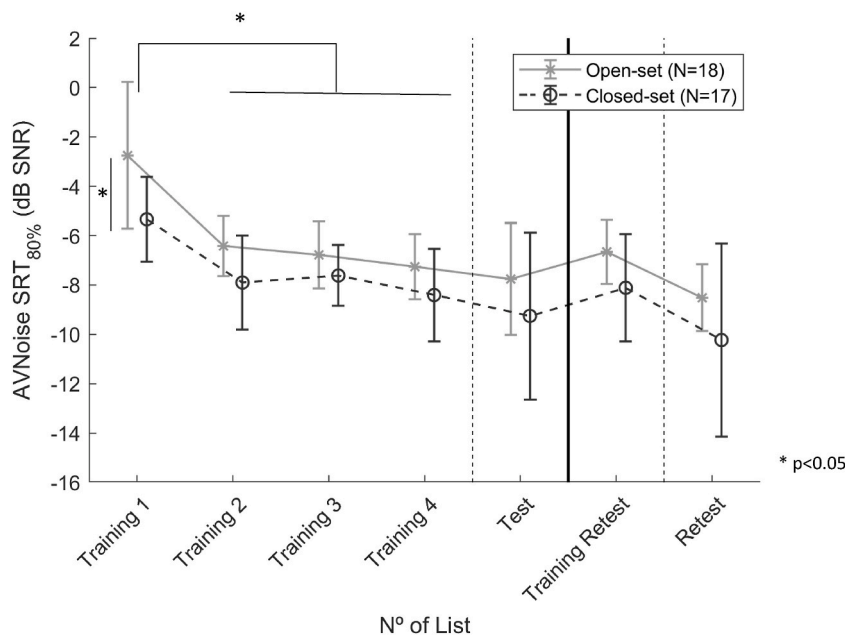 *
2
0
-2
-4
-6
-8
-10
-12
-14
-16
AVNoise SRT80% (dB SNR)
*
Open-set (N=18)
Closed-set (N=17)
* p<0.05
Training 1
Training 2
Training 3
Training 4
Test
Training Retest
Retest
Nº of List